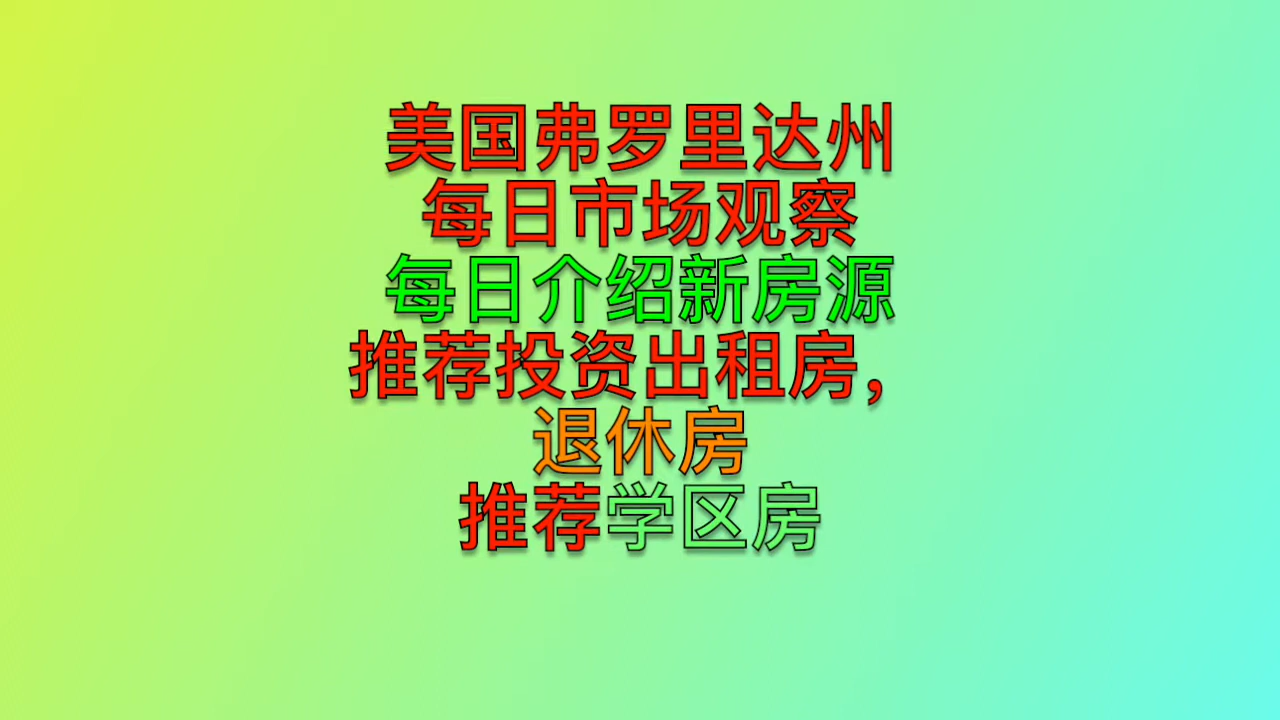 美国弗罗里达州
每日市场观察
每日介绍新房源
推荐投资出租房，
退休房
推荐学区房